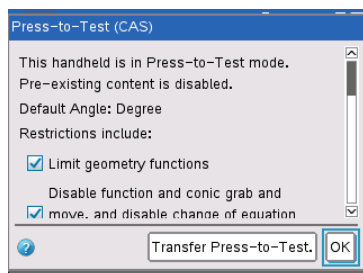 Press-to-Test (CAS)
This handheld is in Press-to-Test mode.
Pre-existing content is disabled.
Default Angle: Degree
Restrictions include:
Limit geometry functions
Disable function and conic grab and
move, and disable change of equation
Transfer Press-to-Test.
OK